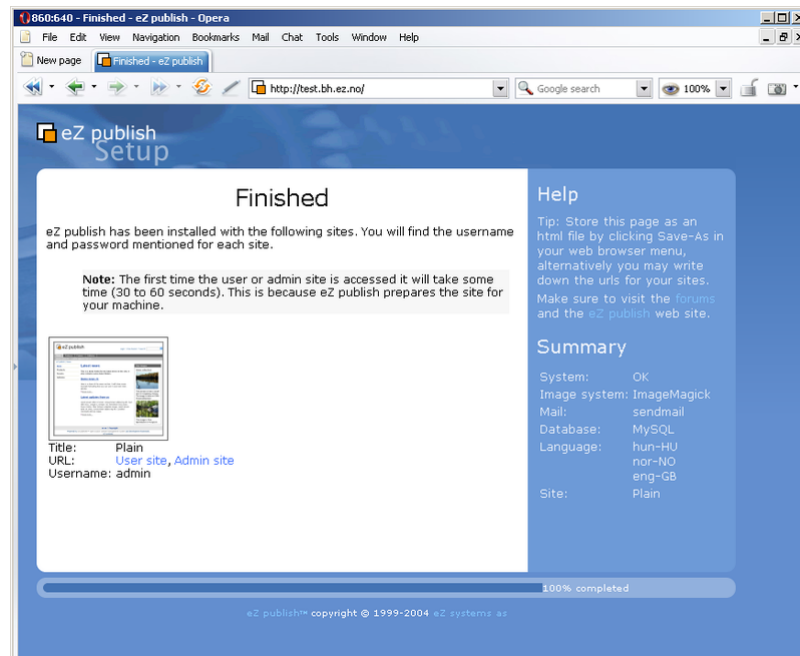 860:640 - Finished - eZ publish - Opera
File Edit View Navigation Bookmarks Mail Chat Tools Window Help
New page Finished - eZ publish
http://test.bh.ez.no/ Google search 100%
eZ publish
Setup
Finished
eZ publish has been installed with the following sites. You will find the username
and password mentioned for each site.
Note: The first time the user or admin site is accessed it will take some
time (30 to 60 seconds). This is because eZ publish prepares the site for
your machine.
eZ publish
Latest news
Title: Plain
URL: User site, Admin site
Username: admin
Help
Tip: Store this page as an
html file by clicking Save-As in
your web browser menu,
alternatively you may write
down the urls for your sites.
Make sure to visit the forums
and the eZ publish web site.
Summary
System: OK
Image system: ImageMagick
Mail: sendmail
Database: MySQL
Language: hun-HU
nor-NO
eng-GB
Site: Plain
100% completed
eZ publish™ copyright © 1999-2004 eZ systems as